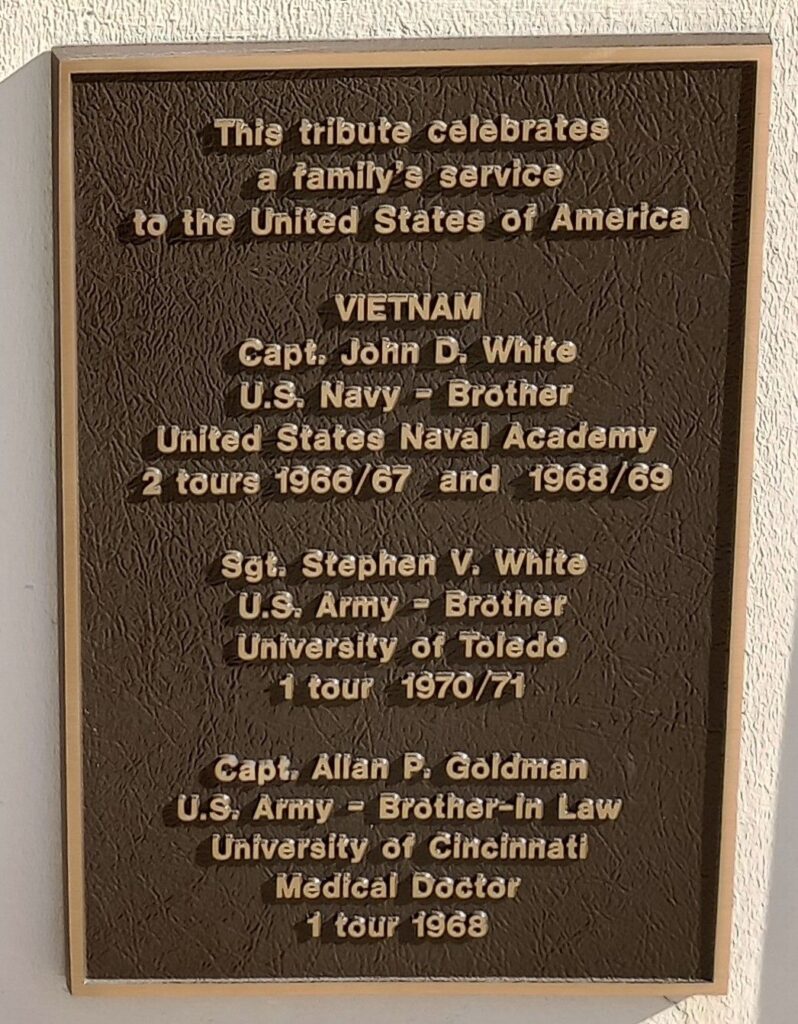 This tribute celebrates
a family's service
to the United States of America
VIETNAM
Capt. John D. White
U.S. Navy - Brother
United States Naval Academy
2 tours 1966/67 and 1968/69
Sgt. Stephen V. White
U.S. Army - Brother
University of Toledo
1 tour 1970/71
Capt. Allan P. Goldman
U.S. Army - Brother-In Law
University of Cincinnati
Medical Doctor
1 tour 1968